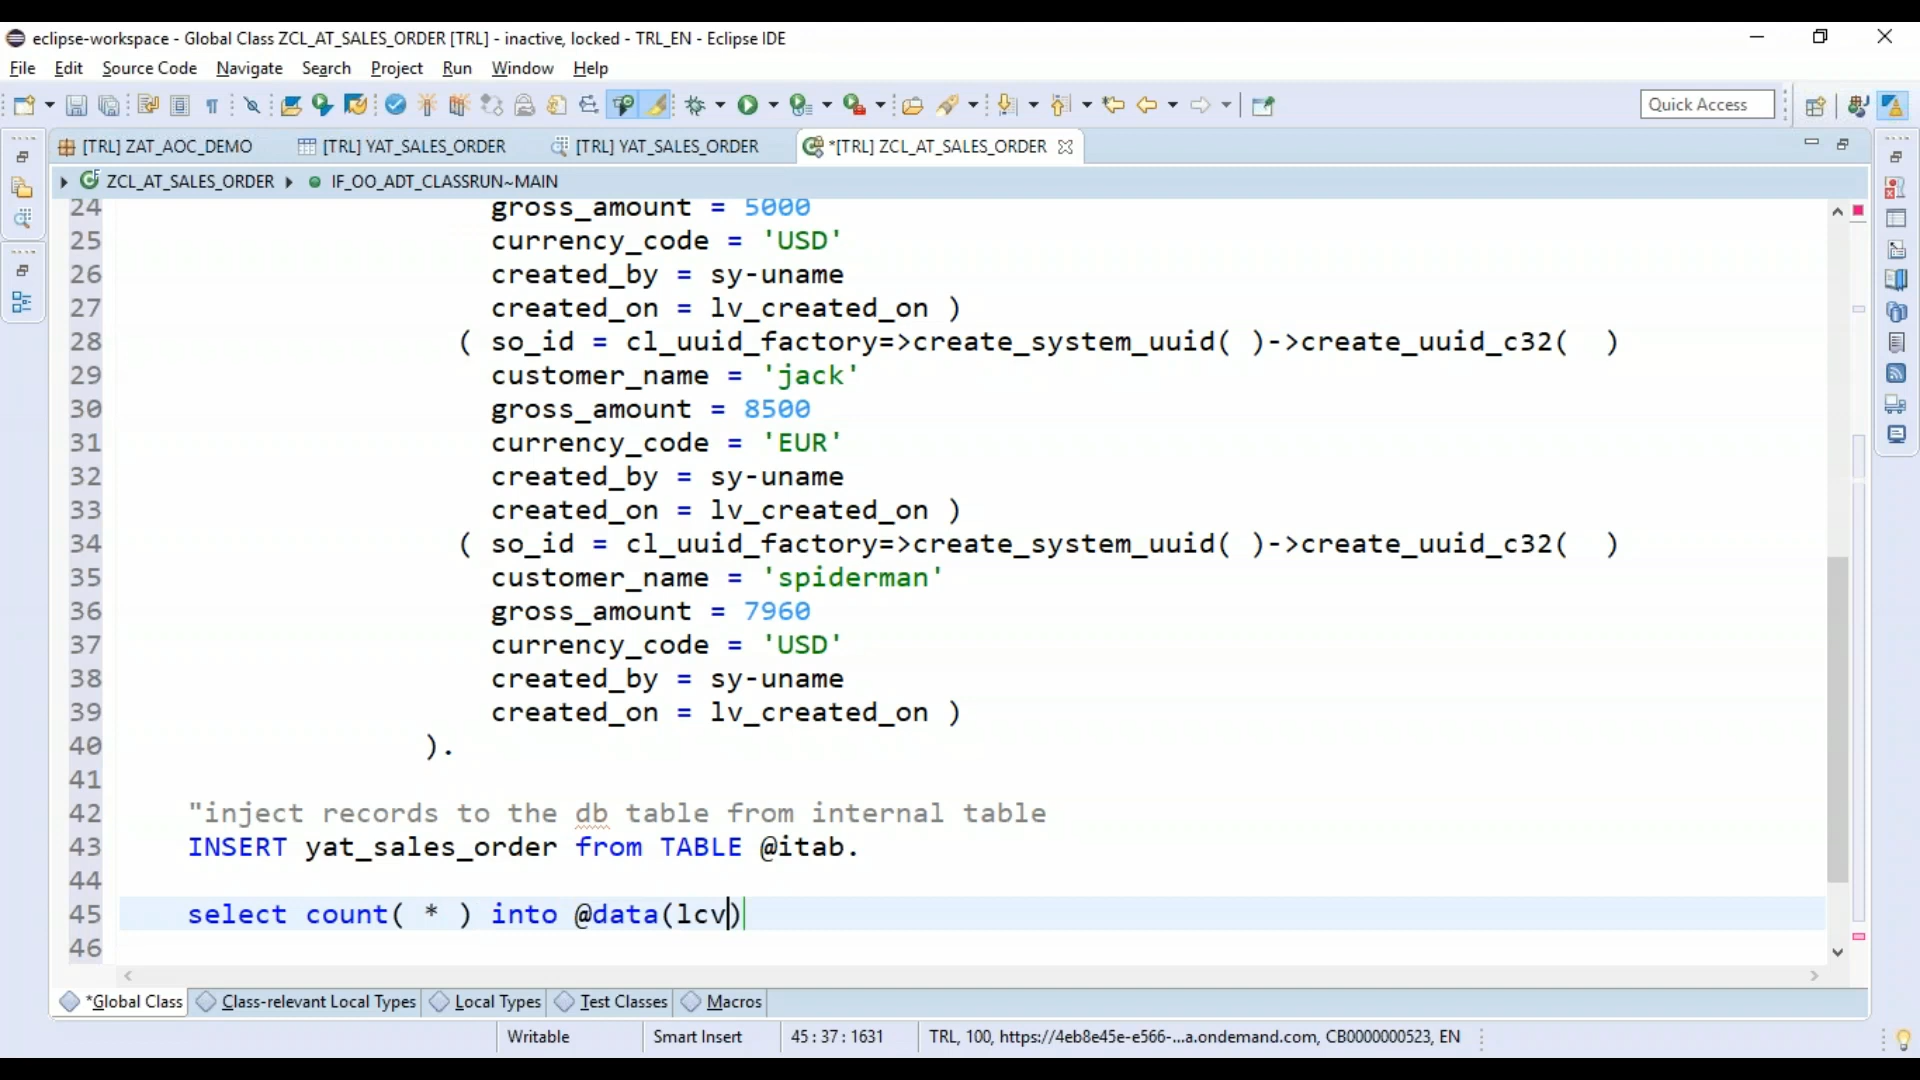 eclipse-workspace - Global Class ZCL_AT_SALES_ORDER [TRL] - inactive, locked - TRL_EN - Eclipse IDE
File Edit Source Code Navigate Search Project Run Window Help
Quick Access
[TRL] ZAT_AOC_DEMO [TRL] YAT_SALES_ORDER [TRL] YAT_SALES_ORDER *[TRL] ZCL_AT_SALES_ORDER
ZCL_AT_SALES_ORDER IF_OO_ADT_CLASSRUN~MAIN
24 gross_amount = 5000
25 currency_code = 'USD'
26 created_by = sy-uname
27 created_on = lv_created_on )
28 ( so_id = cl_uuid_factory=>create_system_uuid( )->create_uuid_c32(  )
29 customer_name = 'jack'
30 gross_amount = 8500
31 currency_code = 'EUR'
32 created_by = sy-uname
33 created_on = lv_created_on )
34 ( so_id = cl_uuid_factory=>create_system_uuid( )->create_uuid_c32(  )
35 customer_name = 'spiderman'
36 gross_amount = 7960
37 currency_code = 'USD'
38 created_by = sy-uname
39 created_on = lv_created_on )
40 ).
41
42 "inject records to the db table from internal table
43 INSERT yat_sales_order from TABLE @itab.
44
45 select count( * ) into @data(lcv)
46
*Global Class Class-relevant Local Types Local Types Test Classes Macros
Writable Smart Insert 45 : 37 : 1631 TRL, 100, https://4eb8e45e-e566-...a.ondemand.com, CB0000000523, EN